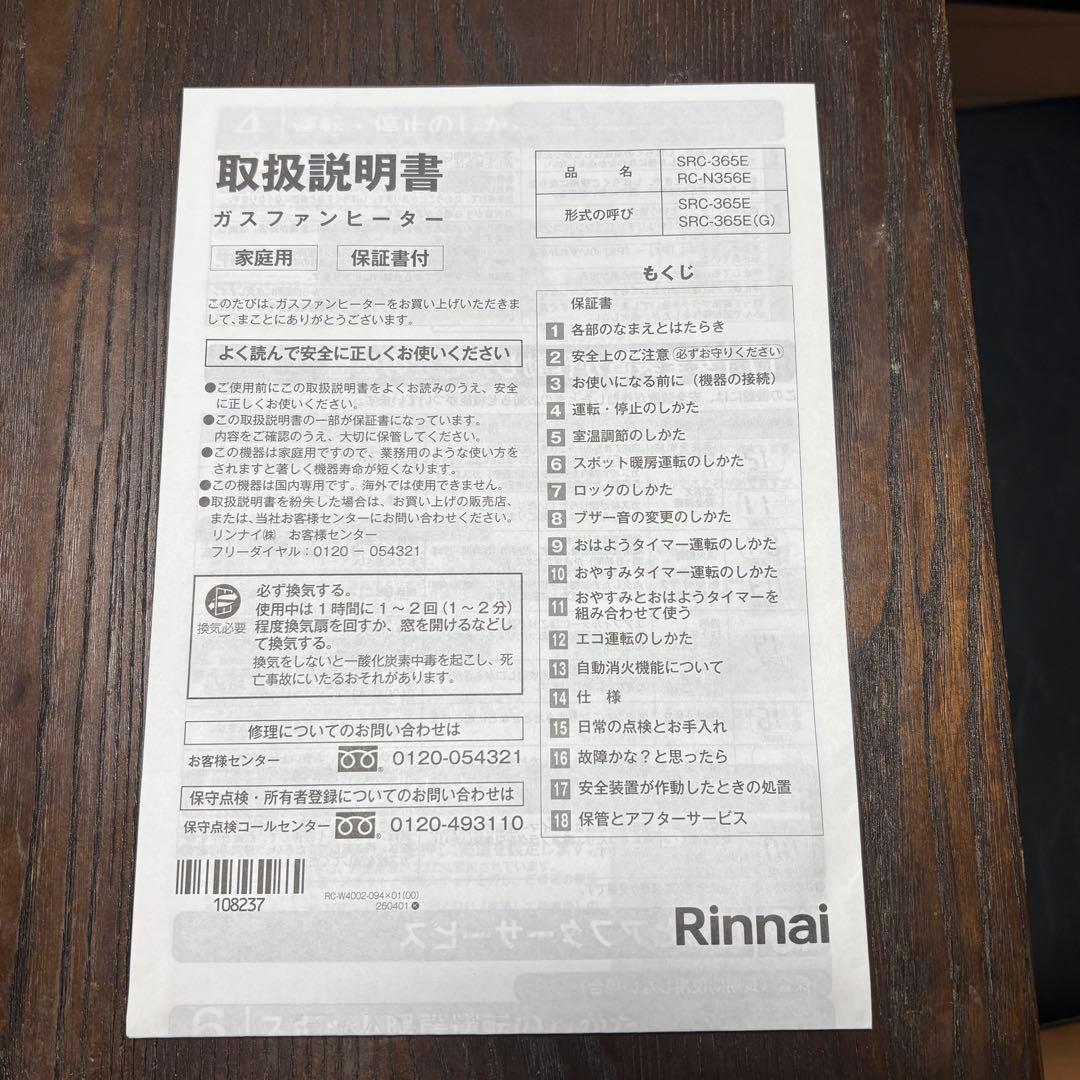 取扱説明書
ガスファンヒーター
家庭用 保証書付
品名 SRC-365E
RC-N356E
形式の呼び SRC-365E
SRC-365E(G)
このたびは、ガスファンヒーターをお買い上げいただきま
して、まことにありがとうございます。
よく読んで安全に正しくお使いください
●ご使用前にこの取扱説明書をよくお読みのうえ、安全
に正しくお使いください。
●この取扱説明書の一部が保証書になっています。
内容をご確認のうえ、大切に保管してください。
●この機器は家庭用ですので、業務用のような使い方を
されますと著しく機器寿命が短くなります。
●この機器は国内専用です。海外では使用できません。
●取扱説明書を紛失した場合は、お買い上げの販売店、
または、当社お客様センターにお問い合わせください。
リンナイ㈱ お客様センター
フリーダイヤル:0120-054321
換気必要
必ず換気する。
使用中は1時間に1~2回(1~2分)
程度換気扇を回すか、窓を開けるなどし
て換気する。
換気をしないと一酸化炭素中毒を起こし、死
亡事故にいたるおそれがあります。
修理についてのお問い合わせは
お客様センター 0120-054321
保守点検・所有者登録についてのお問い合わせは
保守点検コールセンター 0120-493110
108237
RC-W4002-094×01(00)
250401Ⓚ
もくじ
保証書
1 各部のなまえとはたらき
2 安全上のご注意 必ずお守りください
3 お使いになる前に(機器の接続)
4 運転・停止のしかた
5 室温調節のしかた
6 スポット暖房運転のしかた
7 ロックのしかた
8 ブザー音の変更のしかた
9 おはようタイマー運転のしかた
10 おやすみタイマー運転のしかた
11 おやすみとおはようタイマーを
組み合わせて使う
12 エコ運転のしかた
13 自動消火機能について
14 仕様
15 日常の点検とお手入れ
16 故障かな?と思ったら
17 安全装置が作動したときの処置
18 保管とアフターサービス
Rinnai